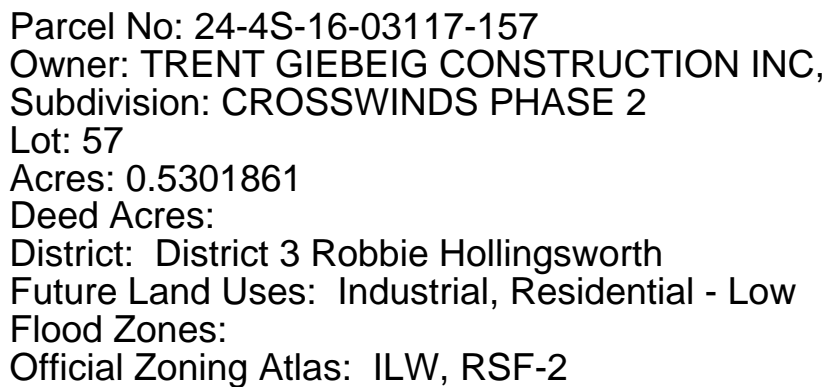 Parcel No: 24-4S-16-03117-157
Owner: TRENT GIEBEIG CONSTRUCTION INC,
Subdivision: CROSSWINDS PHASE 2
Lot: 57
Acres: 0.5301861
Deed Acres:
District:  District 3 Robbie Hollingsworth
Future Land Uses:  Industrial, Residential - Low
Flood Zones:
Official Zoning Atlas:  ILW, RSF-2